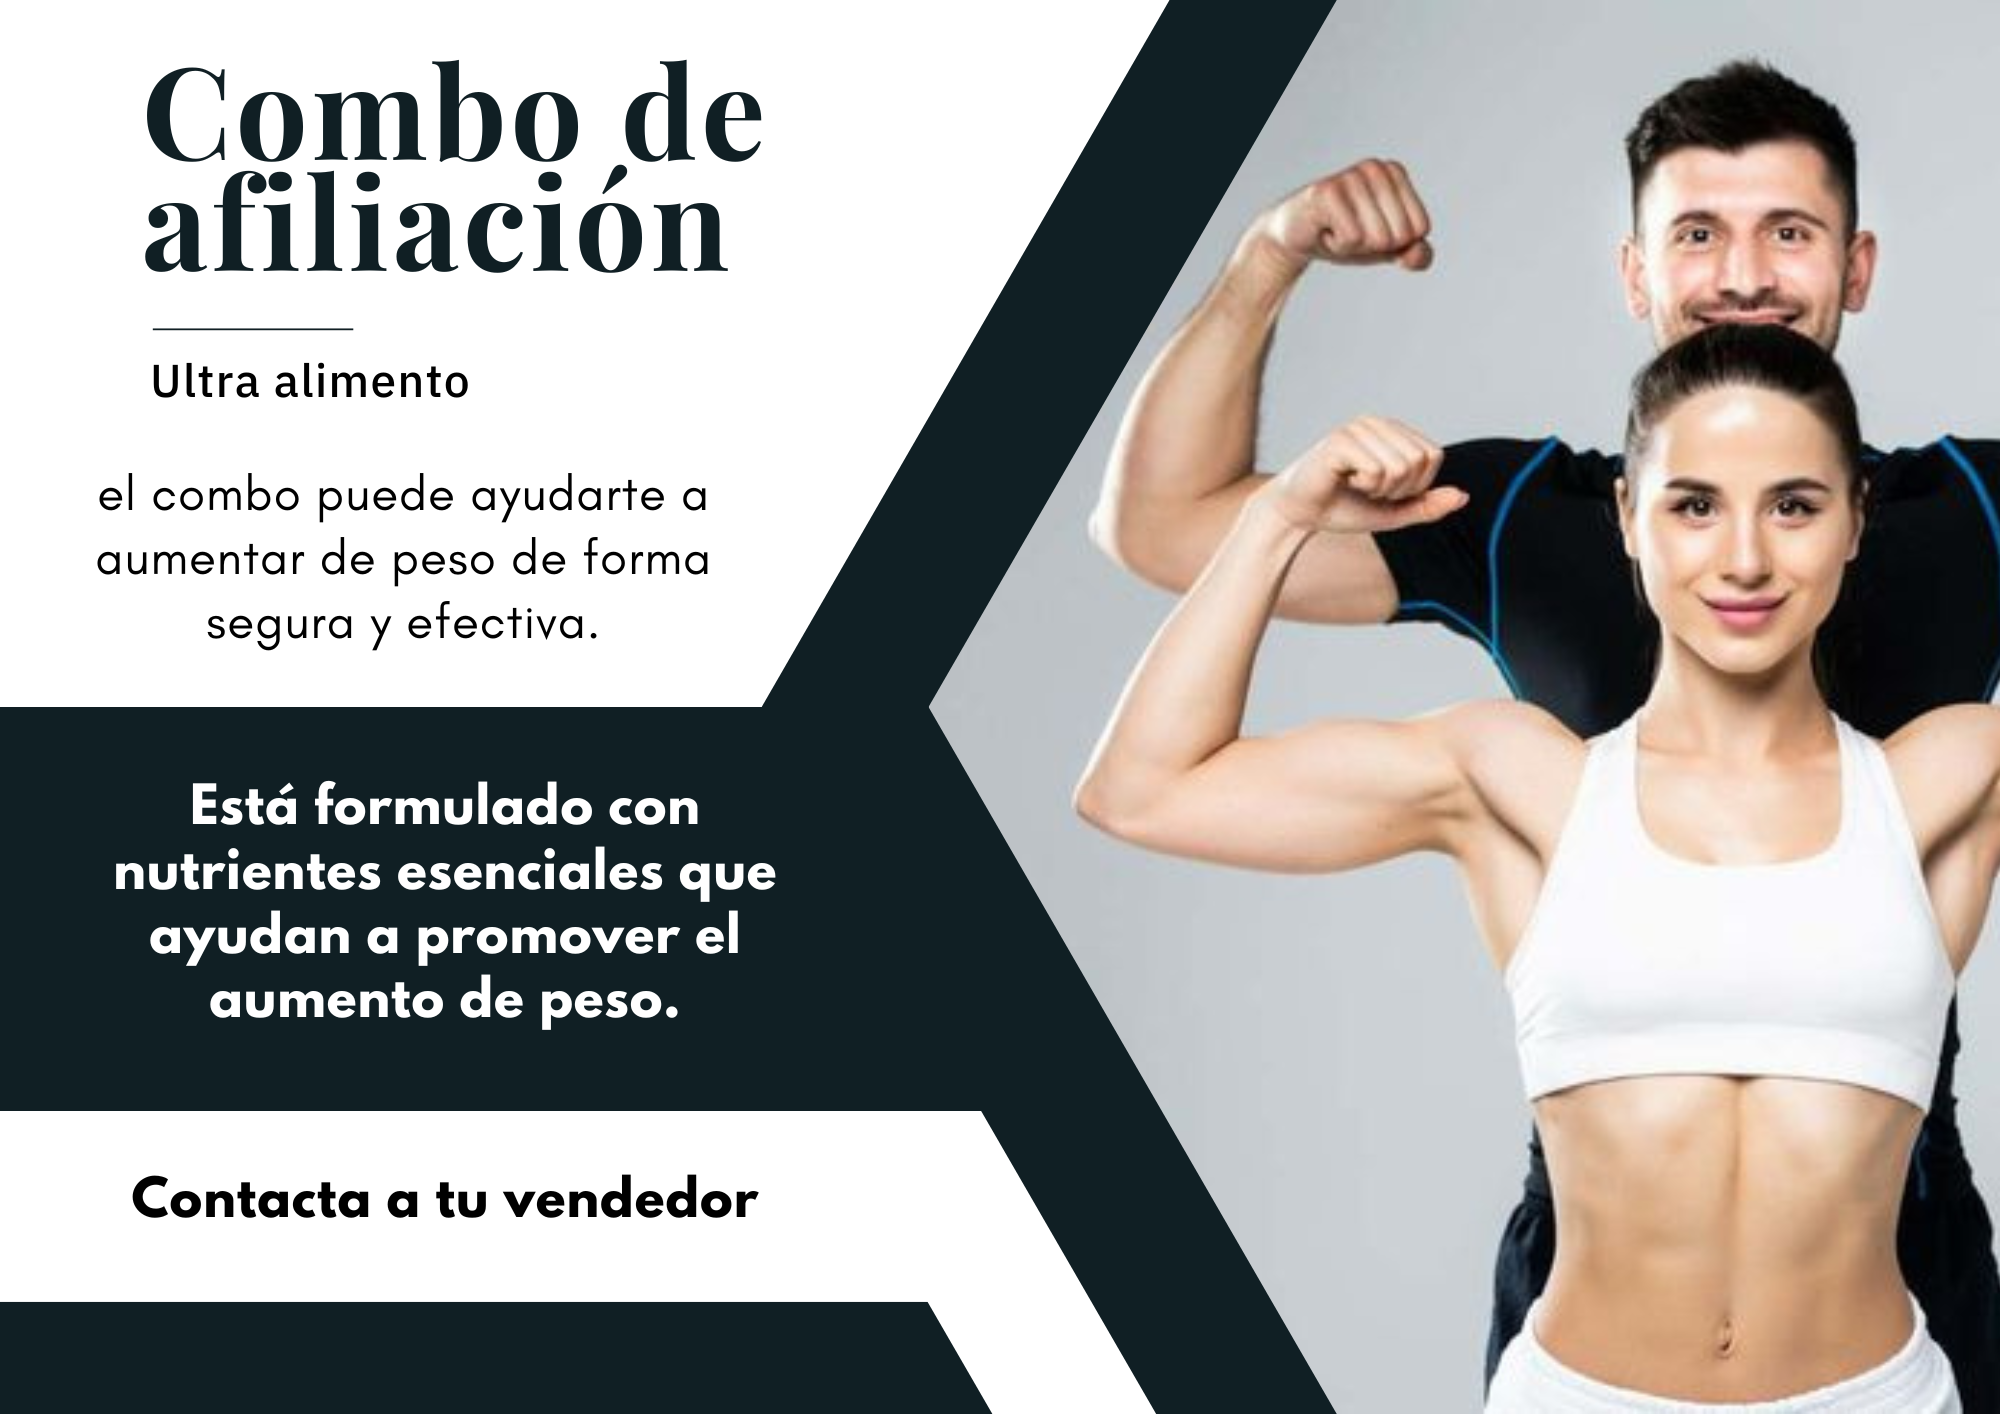 Combo de
afiliación
Ultra alimento
el combo puede ayudarte a
aumentar de peso de forma
segura y efectiva.
Está formulado con
nutrientes esenciales que
ayudan a promover el
aumento de peso.
Contacta a tu vendedor